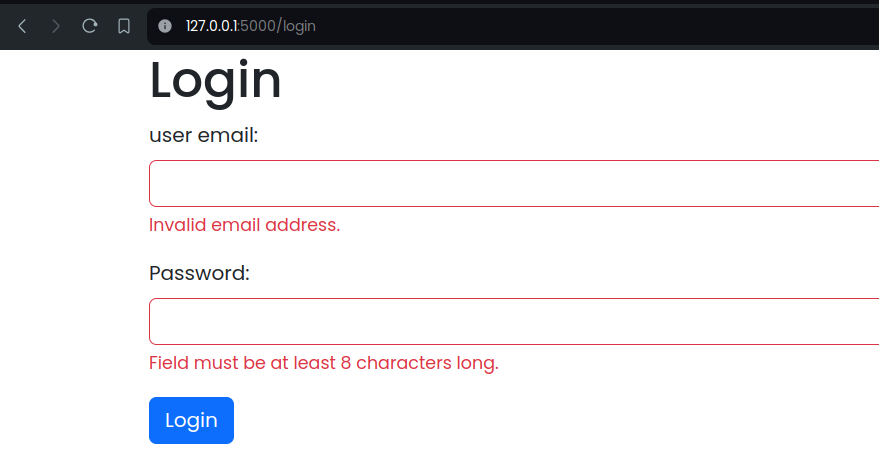 127.0.0.1:5000/login
Login
user email:
Invalid email address.
Password:
Field must be at least 8 characters long.
Login